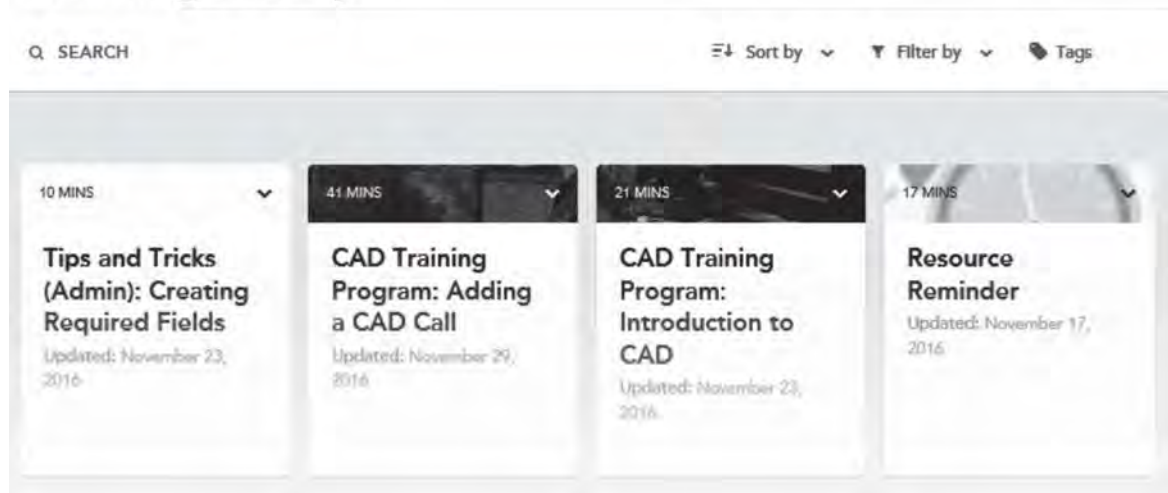 SEARCH
Sort by
Filter by
Tags
10 MINS
Tips and Tricks
(Admin): Creating
Required Fields
Updated: November 23,
2016
41 MINS
CAD Training
Program: Adding
a CAD Call
Updated: November 29,
2016
21 MINS
CAD Training
Program:
Introduction to
CAD
Updated: November 23,
2016
17 MINS
Resource
Reminder
Updated: November 17,
2016